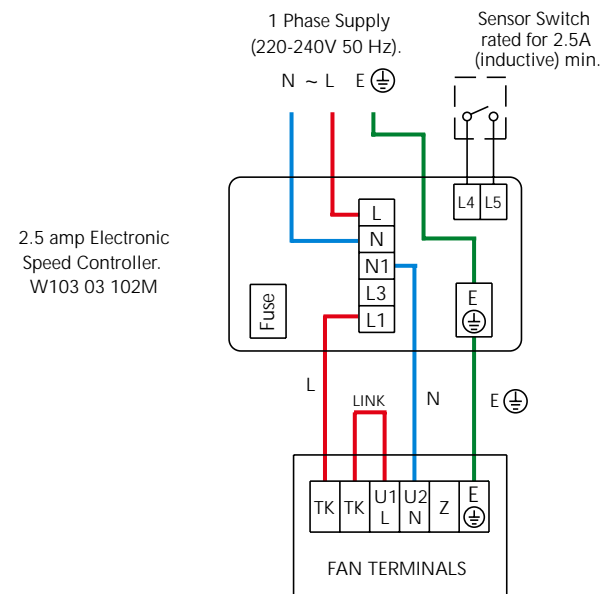 1 Phase Supply
(220-240V 50 Hz).
N ~ L E
Sensor Switch
rated for 2.5A
(inductive) min.
L4 L5
2.5 amp Electronic
Speed Controller.
W103 03 102M
L
N
N1
L3
L1
Fuse
E
L
LINK
N
E
TK
TK
U1
L
U2
N
Z
E
FAN TERMINALS